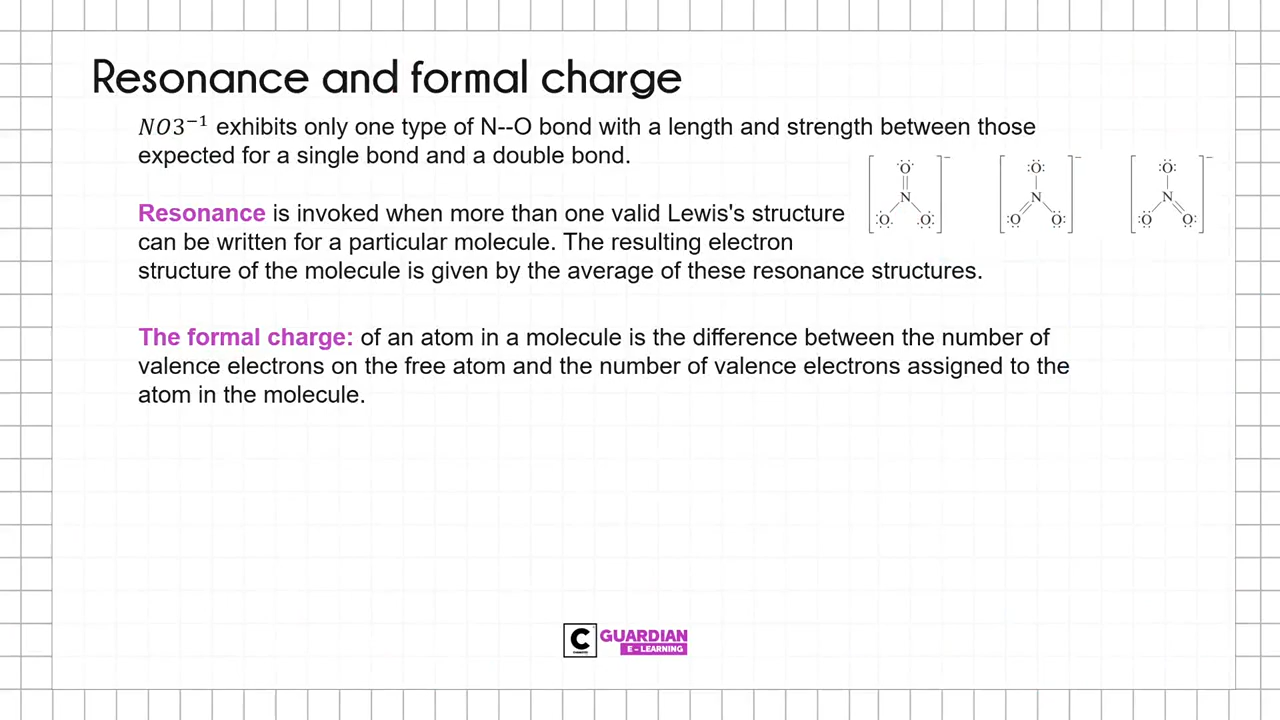 Resonance and formal charge
NO3⁻¹ exhibits only one type of N--O bond with a length and strength between those
expected for a single bond and a double bond.
Resonance is invoked when more than one valid Lewis's structure
can be written for a particular molecule. The resulting electron
structure of the molecule is given by the average of these resonance structures.
O O O
N N N
O O O O O O
The formal charge: of an atom in a molecule is the difference between the number of
valence electrons on the free atom and the number of valence electrons assigned to the
atom in the molecule.
C GUARDIAN
E - LEARNING